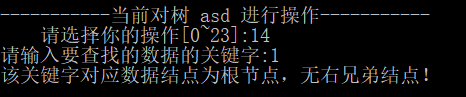 -----------当前对树 asd 进行操作-----------
请选择你的操作[0~23]:14
请输入要查找的数据的关键字:1
该关键字对应数据结点为根节点，无右兄弟结点！